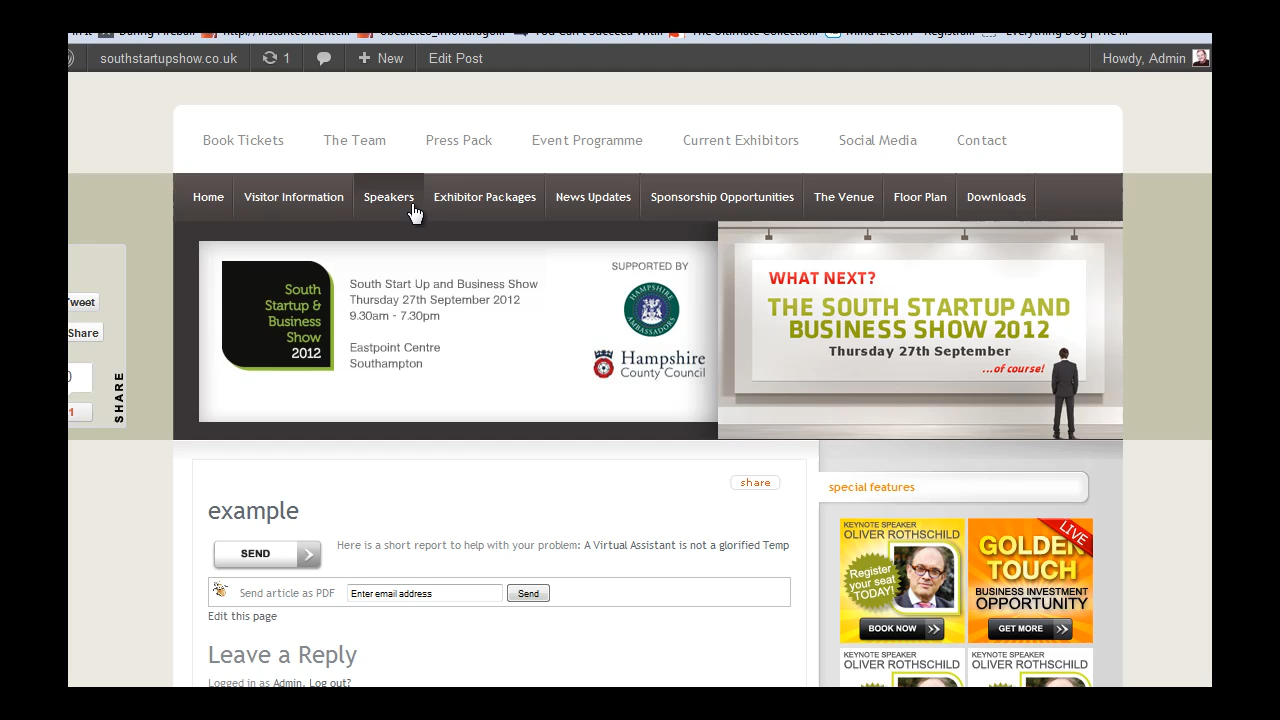 southstartupshow.co.uk 1 New Edit Post Howdy, Admin
Book Tickets The Team Press Pack Event Programme Current Exhibitors Social Media Contact
Home Visitor Information Speakers Exhibitor Packages News Updates Sponsorship Opportunities The Venue Floor Plan Downloads
South
Startup &
Business
Show
2012
South Start Up and Business Show
Thursday 27th September 2012
9.30am - 7.30pm
Eastpoint Centre
Southampton
SUPPORTED BY
HAMPSHIRE
AMBASSADORS
Hampshire
County Council
WHAT NEXT?
THE SOUTH STARTUP AND
BUSINESS SHOW 2012
Thursday 27th September
...of course!
weet
Share
1
SHARE
share
example
SEND
Here is a short report to help with your problem: A Virtual Assistant is not a glorified Temp
Send article as PDF Enter email address Send
Edit this page
Leave a Reply
Logged in as Admin. Log out?
special features
KEYNOTE SPEAKER
OLIVER ROTHSCHILD
Register
your seat
TODAY!
BOOK NOW
LIVE
GOLDEN
TOUCH
BUSINESS INVESTMENT
OPPORTUNITY
GET MORE
KEYNOTE SPEAKER
OLIVER ROTHSCHILD
KEYNOTE SPEAKER
OLIVER ROTHSCHILD